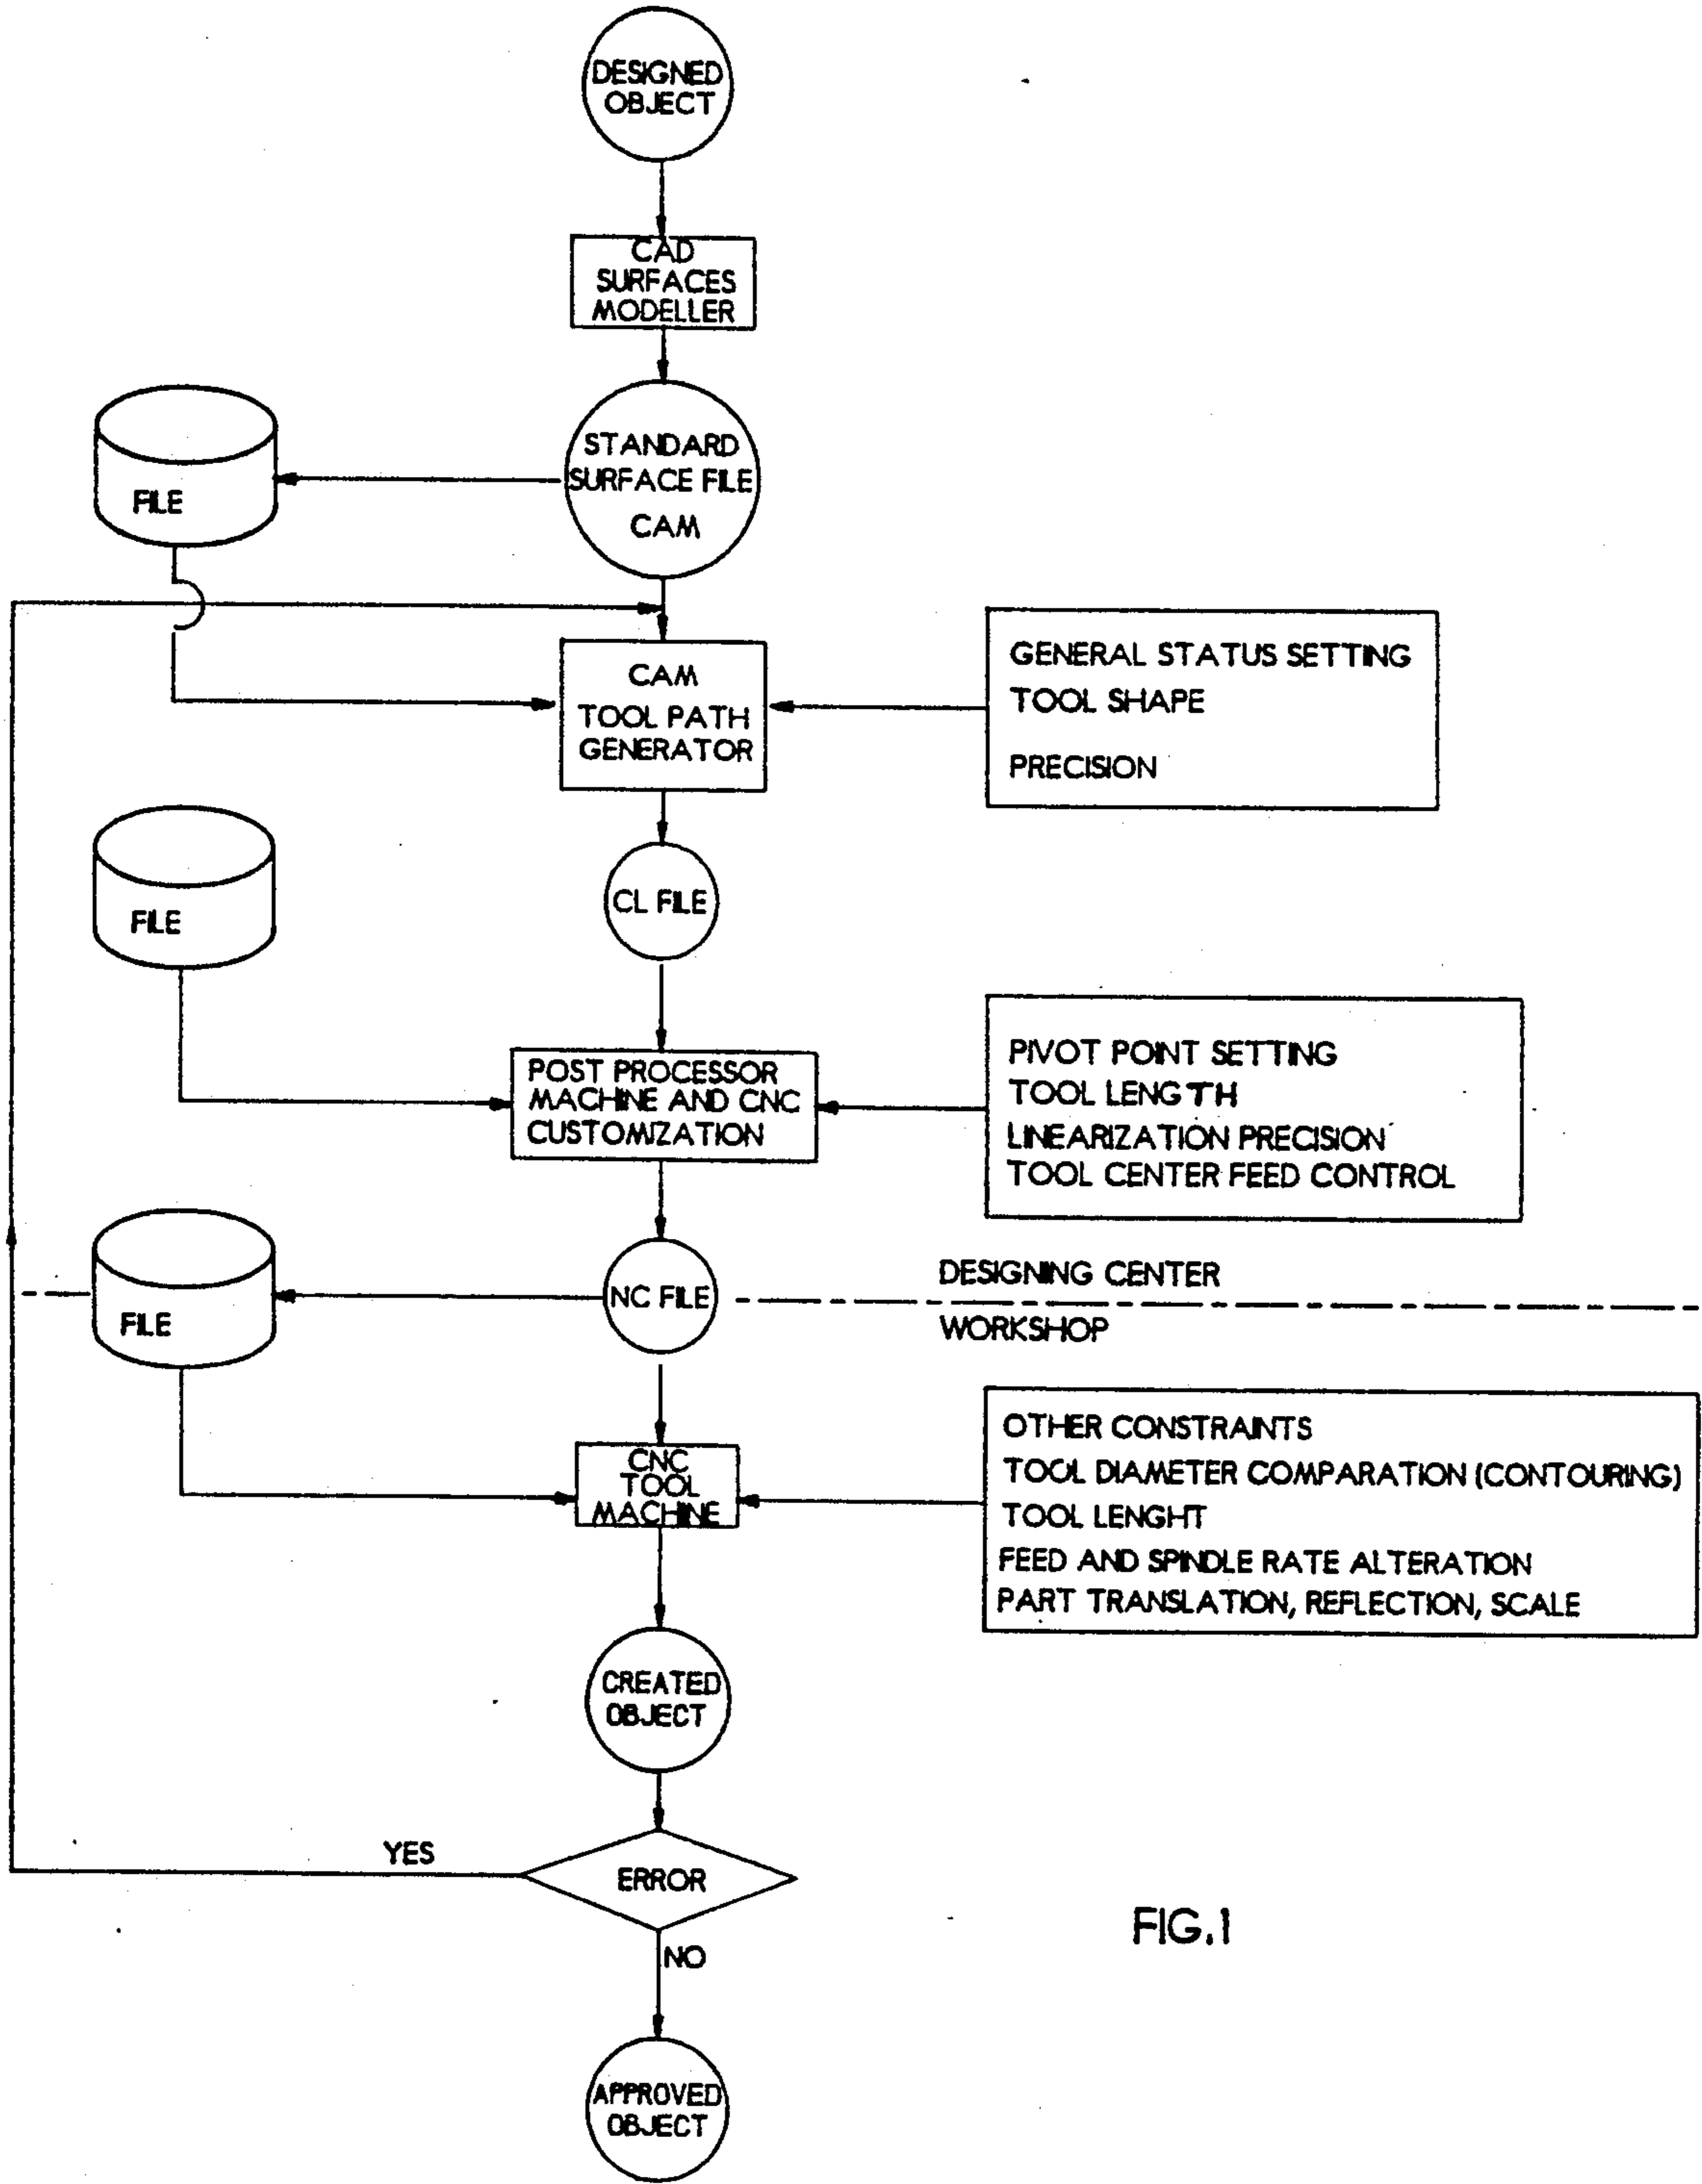 DESIGNED
OBJECT
CAD
SURFACES
MODELLER
STANDARD
SURFACE FILE
CAM
FILE
CAM
TOOL PATH
GENERATOR
GENERAL STATUS SETTING
TOOL SHAPE
PRECISION
CL FILE
FILE
POST PROCESSOR
MACHINE AND CNC
CUSTOMIZATION
PIVOT POINT SETTING
TOOL LENGTH
LINEARIZATION PRECISION
TOOL CENTER FEED CONTROL
NC FILE
FILE
DESIGNING CENTER
WORKSHOP
CNC
TOOL
MACHINE
OTHER CONSTRAINTS
TOOL DIAMETER COMPARATION (CONTOURING)
TOOL LENGHT
FEED AND SPINDLE RATE ALTERATION
PART TRANSLATION, REFLECTION, SCALE
CREATED
OBJECT
YES
ERROR
NO
APPROVED
OBJECT
FIG.1